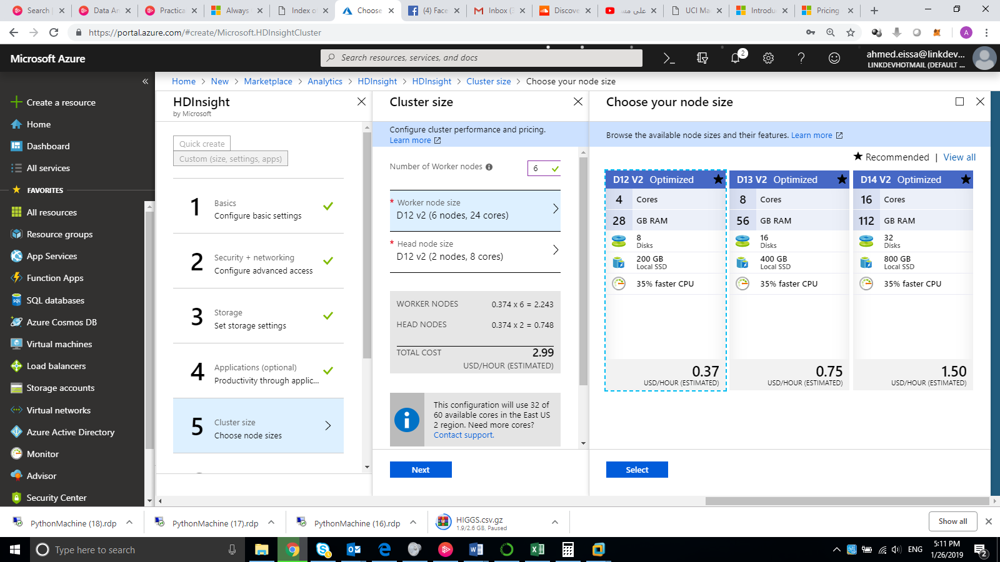 Search |
Data An
Practica
Always
Index o
Choose
(4) Face
Inbox (3
Discove
على مس
UCI Ma
Introdu
Pricing
https://portal.azure.com/#create/Microsoft.HDInsightCluster
A
Microsoft Azure
Search resources, services, and docs
2
ahmed.eissa@linkdev...
LINKDEVHOTMAIL (DEFAULT ...
Home > New > Marketplace > Analytics > HDInsight > HDInsight > Cluster size > Choose your node size
Create a resource
Home
Dashboard
All services
FAVORITES
All resources
Resource groups
App Services
Function Apps
SQL databases
Azure Cosmos DB
Virtual machines
Load balancers
Storage accounts
Virtual networks
Azure Active Directory
Monitor
Advisor
Security Center
HDInsight
by Microsoft
Quick create
Custom (size, settings, apps)
1
Basics
Configure basic settings
2
Security + networking
Configure advanced access
3
Storage
Set storage settings
4
Applications (optional)
Productivity through applic...
5
Cluster size
Choose node sizes
Cluster size
Configure cluster performance and pricing.
Learn more
Number of Worker nodes
6
* Worker node size
D12 v2 (6 nodes, 24 cores)
* Head node size
D12 v2 (2 nodes, 8 cores)
WORKER NODES 0.374 x 6 = 2.243
HEAD NODES 0.374 x 2 = 0.748
TOTAL COST 2.99
USD/HOUR (ESTIMATED)
This configuration will use 32 of
60 available cores in the East US
2 region. Need more cores?
Contact support.
Next
Choose your node size
Browse the available node sizes and their features. Learn more
★ Recommended | View all
D12 V2 Optimized
4 Cores
28 GB RAM
8
Disks
200 GB
Local SSD
35% faster CPU
0.37
USD/HOUR (ESTIMATED)
D13 V2 Optimized
8 Cores
56 GB RAM
16
Disks
400 GB
Local SSD
35% faster CPU
0.75
USD/HOUR (ESTIMATED)
D14 V2 Optimized
16 Cores
112 GB RAM
32
Disks
800 GB
Local SSD
35% faster CPU
1.50
USD/HOUR (ESTIMATED)
Select
PythonMachine (18).rdp
PythonMachine (17).rdp
PythonMachine (16).rdp
HIGGS.csv.gz
1.9/2.6 GB, Paused
Show all
Type here to search
ENG
5:11 PM
1/26/2019
2